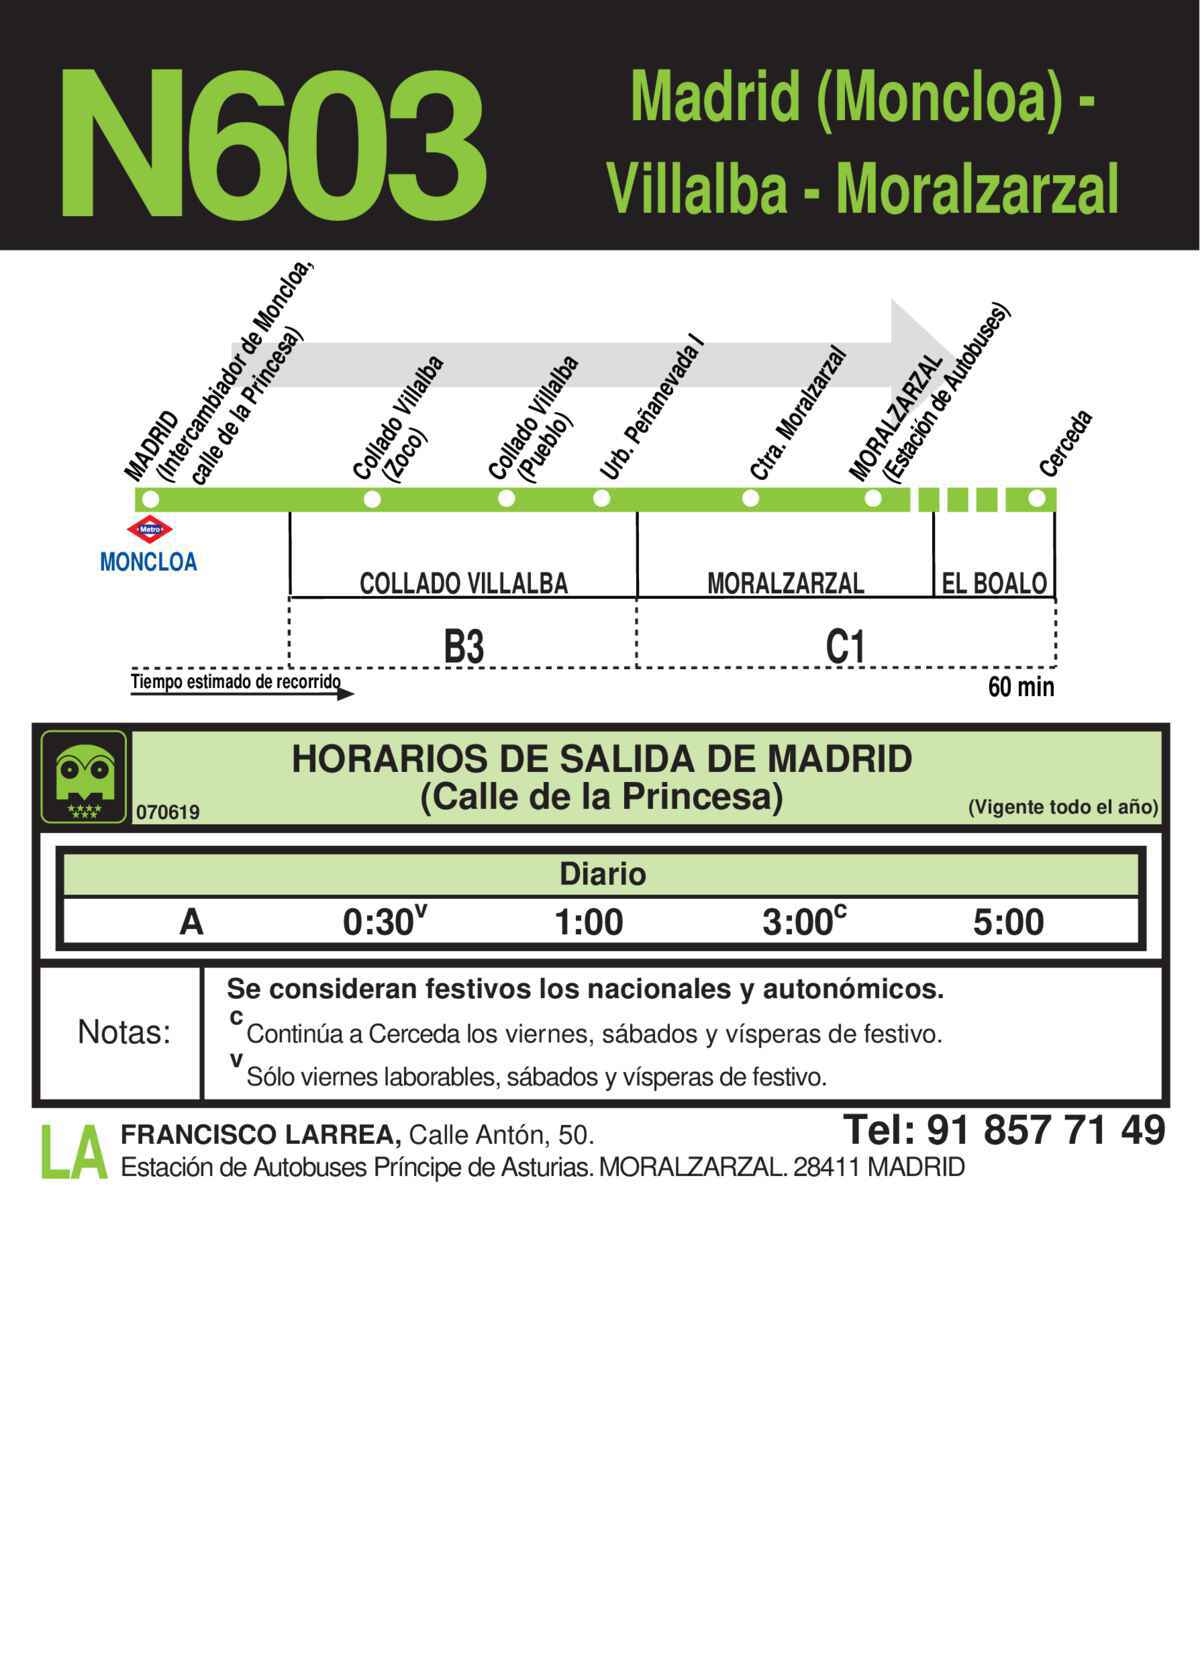 N603
Madrid (Moncloa) -
Villalba - Moralzarzal
MADRID
(Intercambiador de Moncloa,
calle de la Princesa)
Collado Villalba
(Zoco)
Collado Villalba
(Pueblo)
Urb. Peñanevada I
Ctra. Moralzarzal
MORALZARZAL
(Estación de Autobuses)
Cerceda
Metro
MONCLOA
COLLADO VILLALBA MORALZARZAL EL BOALO
B3 C1
Tiempo estimado de recorrido 60 min
HORARIOS DE SALIDA DE MADRID
(Calle de la Princesa)
070619 (Vigente todo el año)
Diario
A 0:30v 1:00 3:00c 5:00
Notas:
Se consideran festivos los nacionales y autonómicos.
c Continúa a Cerceda los viernes, sábados y vísperas de festivo.
v Sólo viernes laborables, sábados y vísperas de festivo.
LA FRANCISCO LARREA, Calle Antón, 50. Tel: 91 857 71 49
Estación de Autobuses Príncipe de Asturias. MORALZARZAL. 28411 MADRID